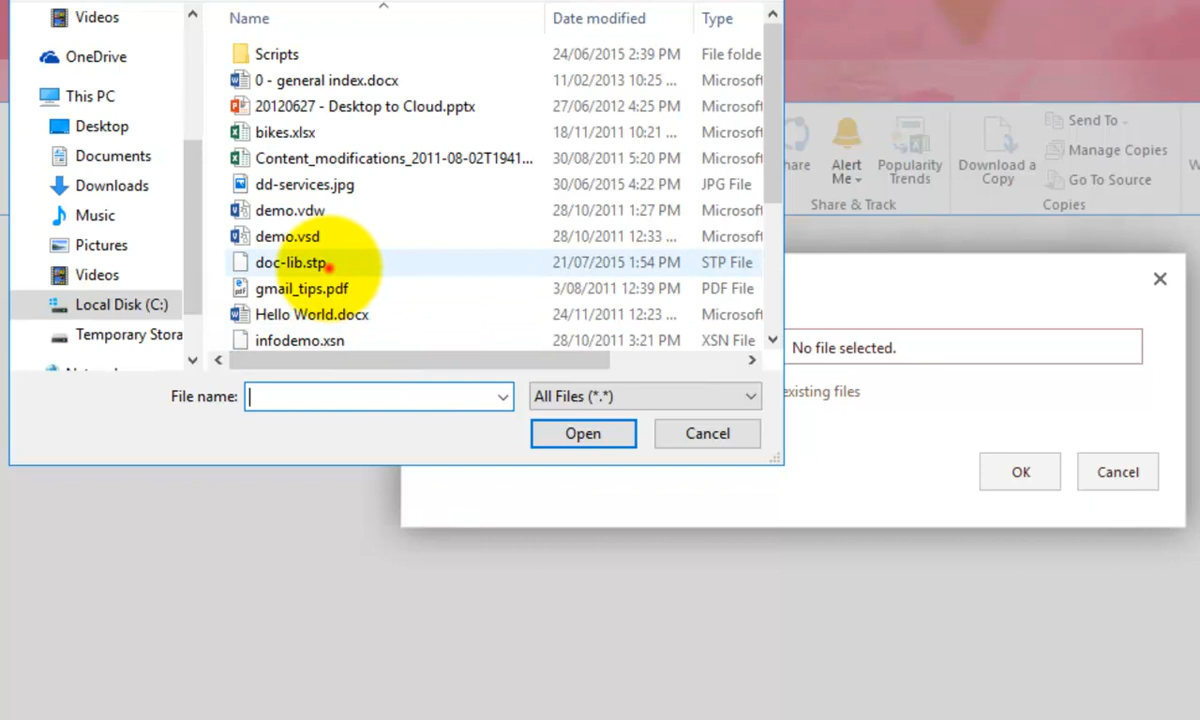 Videos
OneDrive
This PC
Desktop
Documents
Downloads
Music
Pictures
Videos
Local Disk (C:)
Temporary Stora
Name Date modified Type
Scripts 24/06/2015 2:39 PM File folde
0 - general index.docx 11/02/2013 10:25 ... Microsoft
20120627 - Desktop to Cloud.pptx 27/06/2012 4:25 PM Microsoft
bikes.xlsx 18/11/2011 10:21 ... Microsoft
Content_modifications_2011-08-02T1941... 30/08/2011 5:20 PM Microsoft
dd-services.jpg 30/06/2015 4:22 PM JPG File
demo.vdw 28/10/2011 1:27 PM Microsoft
demo.vsd 28/10/2011 12:33 ... Microsoft
doc-lib.stp 21/07/2015 1:54 PM STP File
gmail_tips.pdf 3/08/2011 12:39 PM PDF File
Hello World.docx 24/11/2011 12:23 ... Microsoft
infodemo.xsn 28/10/2011 3:21 PM XSN File
File name: All Files (*.*)
Open Cancel
hare
Alert Me
Popularity Trends
Share & Track
Download a Copy
Send To
Manage Copies
Go To Source
Copies
No file selected.
existing files
OK Cancel